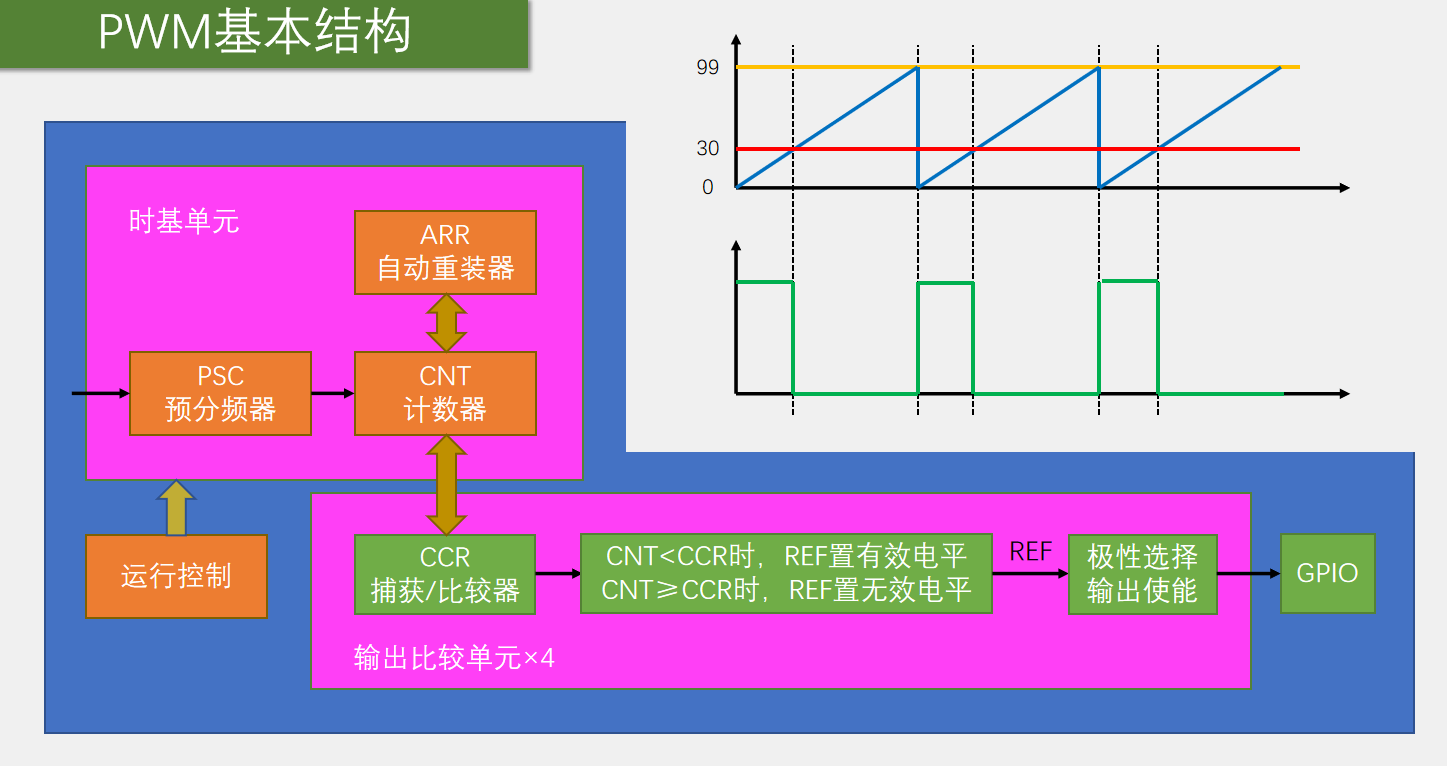 PWM基本结构
99
30
0
时基单元
ARR
自动重装器
PSC
预分频器
CNT
计数器
运行控制
CCR
捕获/比较器
CNT<CCR时，REF置有效电平
CNT≥CCR时，REF置无效电平
REF
极性选择
输出使能
GPIO
输出比较单元×4